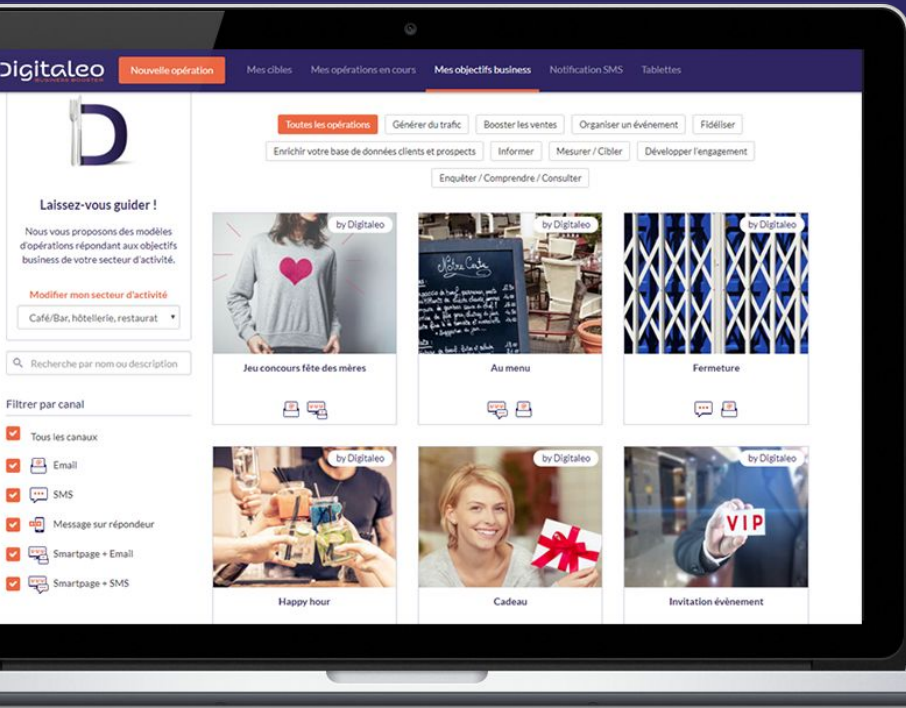 Digitaleo
BUSINESS BOOSTER
Nouvelle opération
Mes cibles
Mes opérations en cours
Mes objectifs business
Notification SMS
Tablettes
D
Laissez-vous guider !
Nous vous proposons des modèles
d'opérations répondant aux objectifs
business de votre secteur d'activité.
Modifier mon secteur d'activité
Café/Bar, hôtellerie, restaurat
Recherche par nom ou description
Filtrer par canal
Tous les canaux
Email
SMS
Message sur répondeur
Smartpage + Email
Smartpage + SMS
Toutes les opérations
Générer du trafic
Booster les ventes
Organiser un événement
Fidéliser
Enrichir votre base de données clients et prospects
Informer
Mesurer / Cibler
Développer l'engagement
Enquêter / Comprendre / Consulter
by Digitaleo
Jeu concours fête des mères
by Digitaleo
Notre Carte
Au menu
by Digitaleo
Fermeture
by Digitaleo
Happy hour
by Digitaleo
Cadeau
by Digitaleo
VIP
Invitation évènement